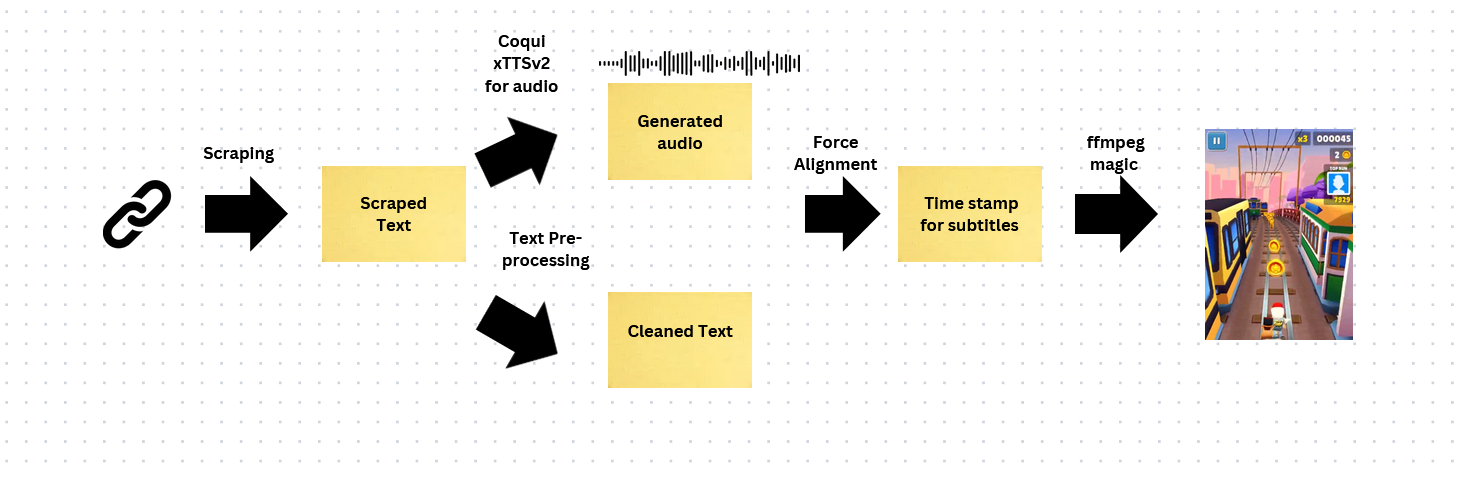 Coqui
xTTSv2
for audio
Generated
audio
Scraping
Scraped
Text
Text Pre-
processing
Cleaned Text
Force
Alignment
Time stamp
for subtitles
ffmpeg
magic
x3
000045
2
TOP RUN
7929